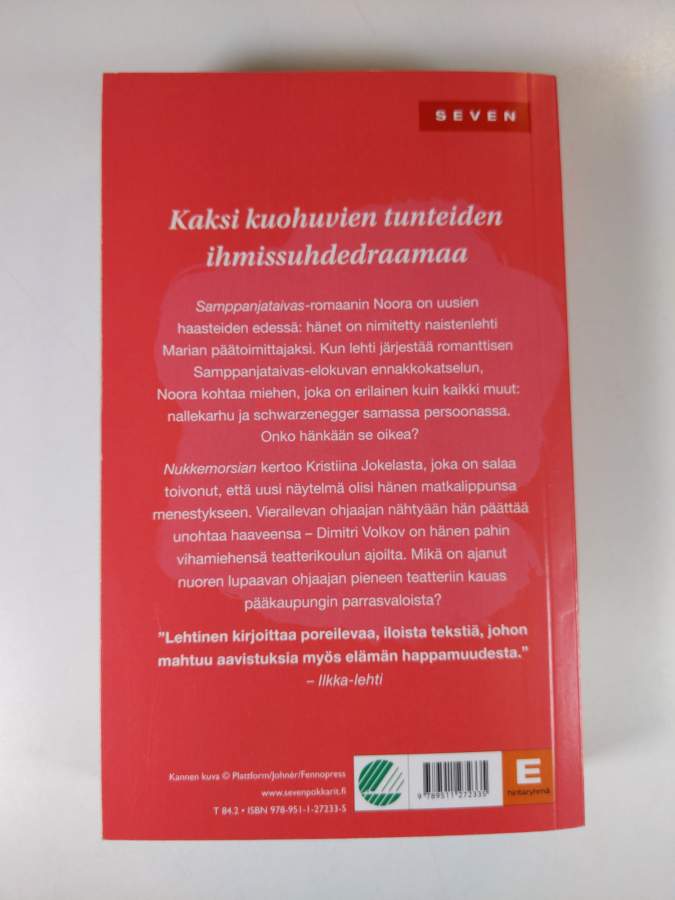 SEVEN
Kaksi kuohuvien tunteiden
ihmissuhdedraamaa
Samppanjataivas-romaanin Noora on uusien
haasteiden edessä: hänet on nimitetty naistenlehti
Marian päätoimittajaksi. Kun lehti järjestää romanttisen
Samppanjataivas-elokuvan ennakkokatselun,
Noora kohtaa miehen, joka on erilainen kuin kaikki muut:
nallekarhu ja schwarzenegger samassa persoonassa.
Onko hänkään se oikea?
Nukkemorsian kertoo Kristiina Jokelasta, joka on salaa
toivonut, että uusi näytelmä olisi hänen matkalippunsa
menestykseen. Vierailevan ohjaajan nähtyään hän päättää
unohtaa haaveensa – Dimitri Volkov on hänen pahin
vihamiehensä teatterikoulun ajoilta. Mikä on ajanut
nuoren lupaavan ohjaajan pieneen teatteriin kauas
pääkaupungin parrasvaloista?
”Lehtinen kirjoittaa poreilevaa, iloista tekstiä, johon
mahtuu aavistuksia myös elämän happamuudesta.”
– Ilkka-lehti
Kannen kuva © Plattform/Johnér/Fennopress
www.sevenpokkarit.fi
T 84.2 • ISBN 978-951-1-27233-5
9 789511 272335
E
hintaryhmä